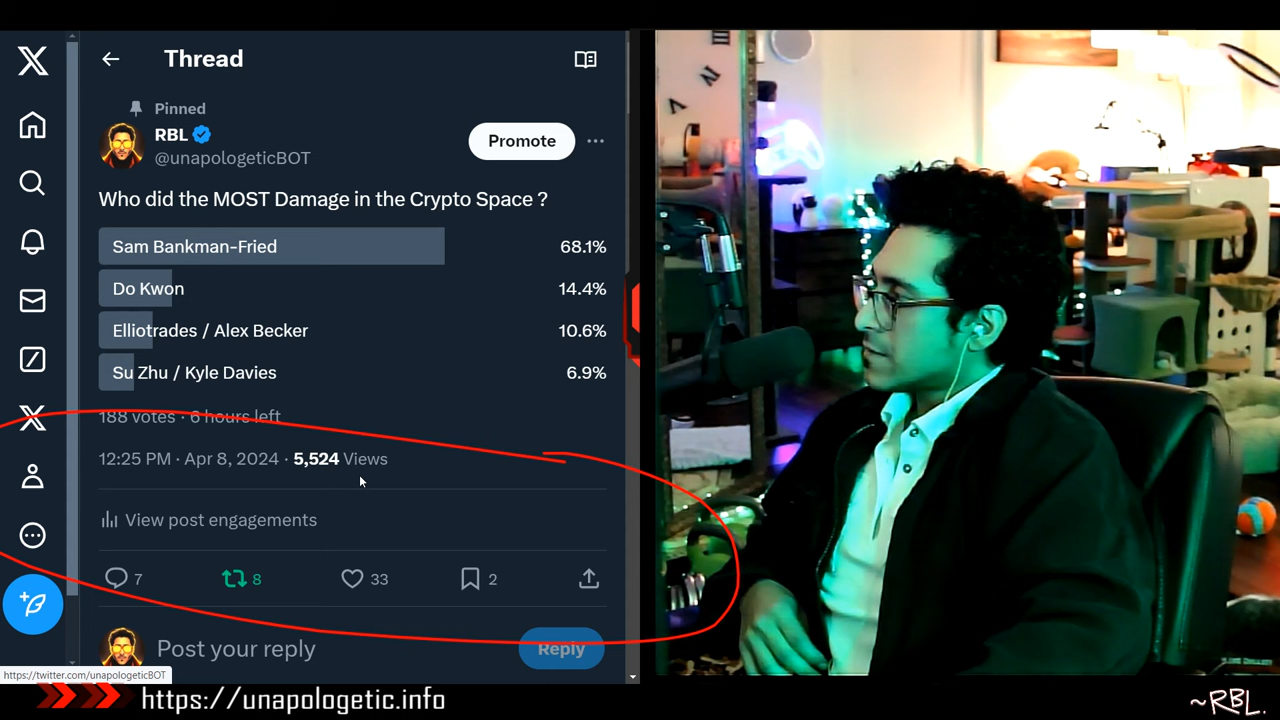 Thread
Pinned
RBL
Promote
@unapologeticBOT
Who did the MOST Damage in the Crypto Space ?
Sam Bankman-Fried 68.1%
Do Kwon 14.4%
Elliotrades / Alex Becker 10.6%
Su Zhu / Kyle Davies 6.9%
188 votes · 6 hours left
12:25 PM · Apr 8, 2024 · 5,524 Views
View post engagements
7 8 33 2
Post your reply
Reply
https://twitter.com/unapologeticBOT
https://unapologetic.info
~RBL.